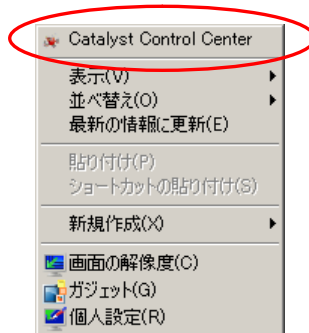 Catalyst Control Center
表示(V)
並べ替え(O)
最新の情報に更新(E)
貼り付け(P)
ショートカットの貼り付け(S)
新規作成(X)
画面の解像度(C)
ガジェット(G)
個人設定(R)